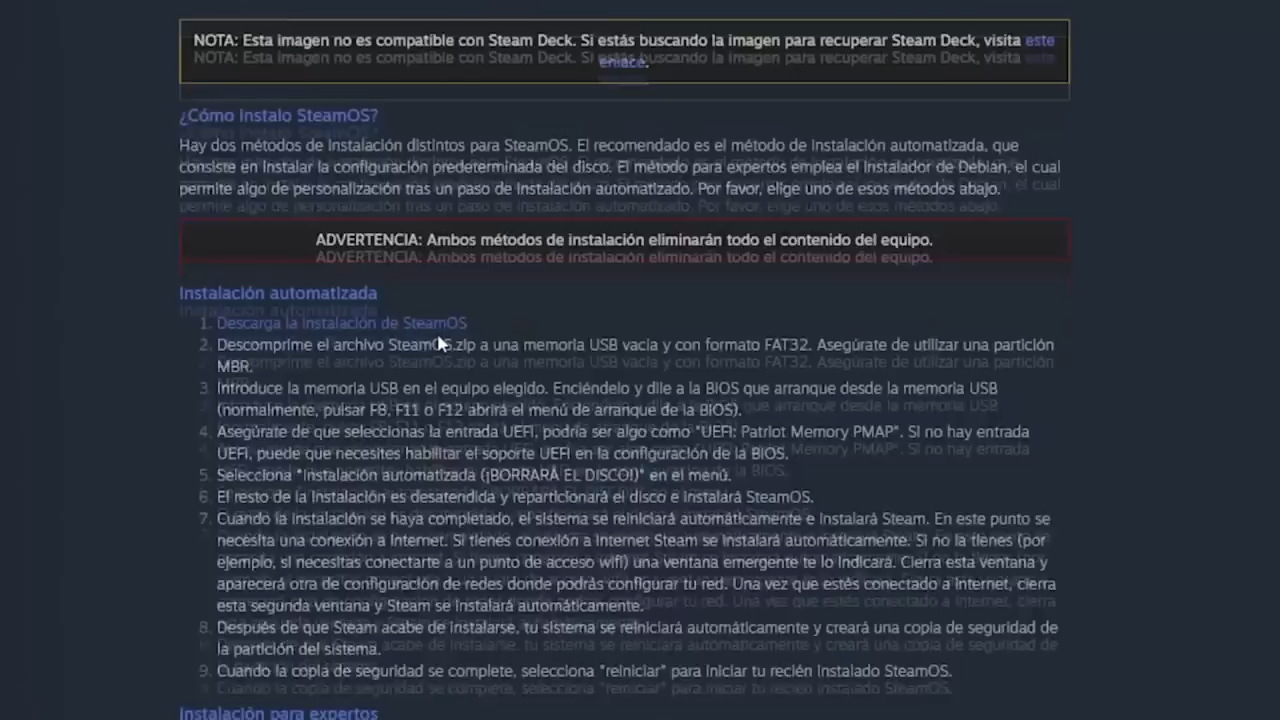 NOTA: Esta imagen no es compatible con Steam Deck. Si estás buscando la imagen para recuperar Steam Deck, visita este
enlace.
¿Cómo instalo SteamOS?
Hay dos métodos de instalación distintos para SteamOS. El recomendado es el método de instalación automatizada, que
consiste en instalar la configuración predeterminada del disco. El método para expertos emplea el instalador de Debian, el cual
permite algo de personalización tras un paso de instalación automatizado. Por favor, elige uno de esos métodos abajo.
ADVERTENCIA: Ambos métodos de instalación eliminarán todo el contenido del equipo.
Instalación automatizada
1. Descarga la instalación de SteamOS
2. Descomprime el archivo SteamOS.zip a una memoria USB vacía y con formato FAT32. Asegúrate de utilizar una partición
MBR.
3. Introduce la memoria USB en el equipo elegido. Enciéndelo y dile a la BIOS que arranque desde la memoria USB
(normalmente, pulsar F8, F11 o F12 abrirá el menú de arranque de la BIOS).
4. Asegúrate de que seleccionas la entrada UEFI, podría ser algo como "UEFI: Patriot Memory PMAP". Si no hay entrada
UEFI, puede que necesites habilitar el soporte UEFI en la configuración de la BIOS.
5. Selecciona "Instalación automatizada (¡BORRARÁ EL DISCO!)" en el menú.
6. El resto de la instalación es desatendida y reparticionará el disco e instalará SteamOS.
7. Cuando la instalación se haya completado, el sistema se reiniciará automáticamente e instalará Steam. En este punto se
necesita una conexión a Internet. Si tienes conexión a Internet Steam se instalará automáticamente. Si no la tienes (por
ejemplo, si necesitas conectarte a un punto de acceso wifi) una ventana emergente te lo indicará. Cierra esta ventana y
aparecerá otra de configuración de redes donde podrás configurar tu red. Una vez que estés conectado a Internet, cierra
esta segunda ventana y Steam se instalará automáticamente.
8. Después de que Steam acabe de instalarse, tu sistema se reiniciará automáticamente y creará una copia de seguridad de
la partición del sistema.
9. Cuando la copia de seguridad se complete, selecciona "reiniciar" para iniciar tu recién instalado SteamOS.
Instalación para expertos